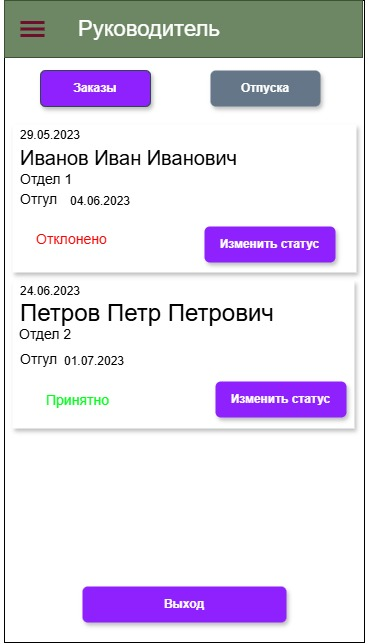 Руководитель
Заказы Отпуска
29.05.2023
Иванов Иван Иванович
Отдел 1
Отгул 04.06.2023
Отклонено Изменить статус
24.06.2023
Петров Петр Петрович
Отдел 2
Отгул 01.07.2023
Принятно Изменить статус
Выход